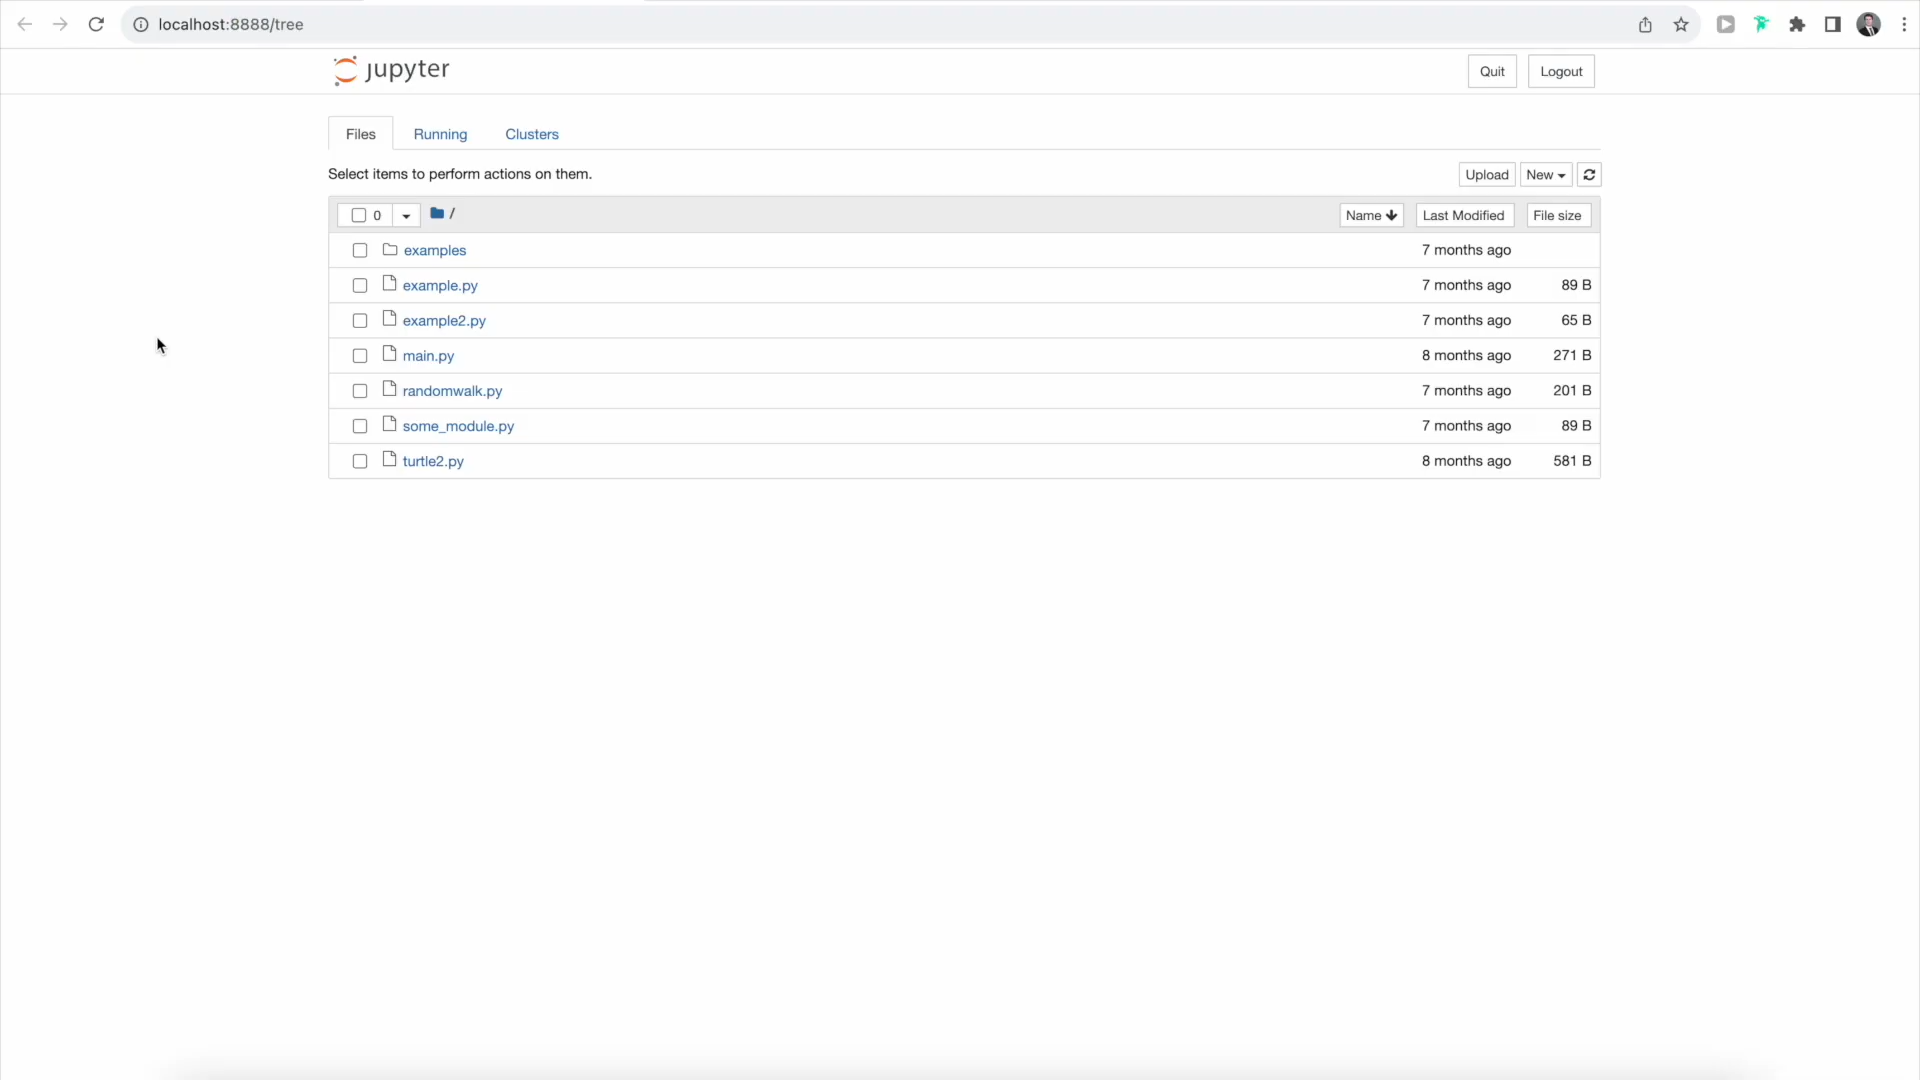 localhost:8888/tree
jupyter
Quit
Logout
Files
Running
Clusters
Select items to perform actions on them.
Upload
New
0
/
Name
Last Modified
File size
examples
7 months ago
example.py
7 months ago
89 B
example2.py
7 months ago
65 B
main.py
8 months ago
271 B
randomwalk.py
7 months ago
201 B
some_module.py
7 months ago
89 B
turtle2.py
8 months ago
581 B